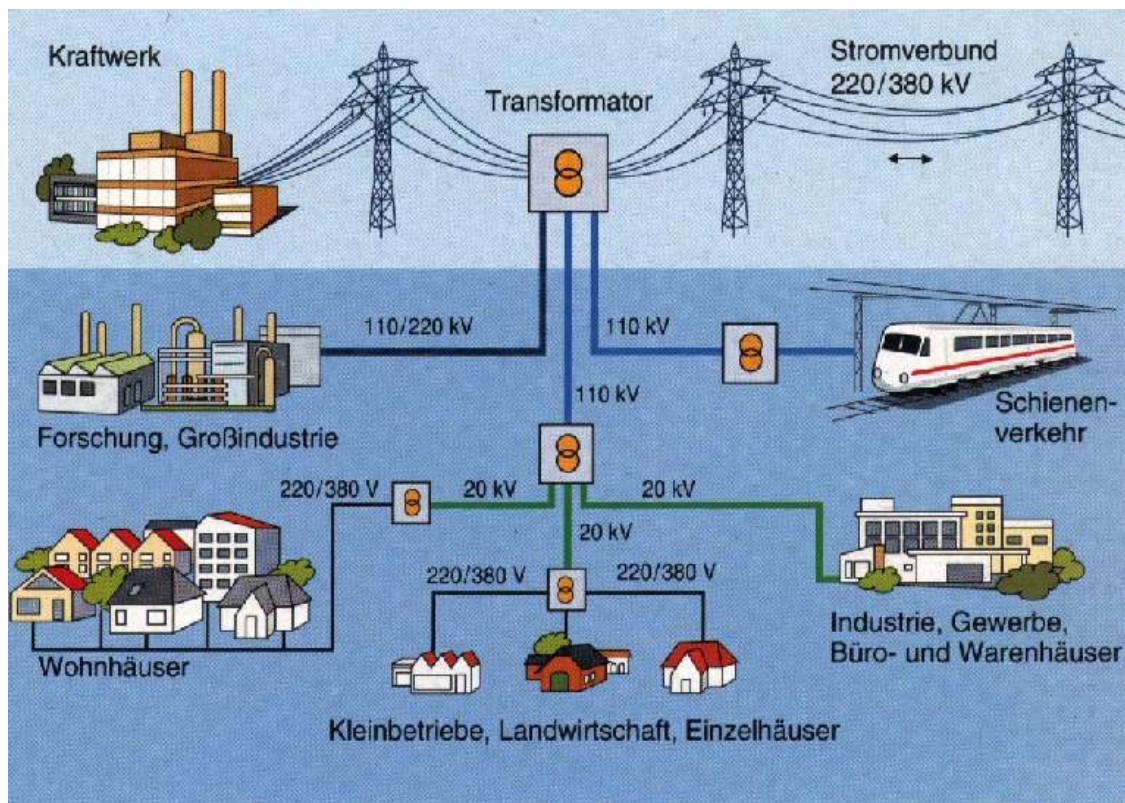 Kraftwerk
Transformator
Stromverbund
220/380 kV
110/220 kV
110 kV
110 kV
Forschung, Großindustrie
Schienen-
verkehr
220/380 V
20 kV
20 kV
20 kV
220/380 V
220/380 V
Wohnhäuser
Industrie, Gewerbe,
Büro- und Warenhäuser
Kleinbetriebe, Landwirtschaft, Einzelhäuser